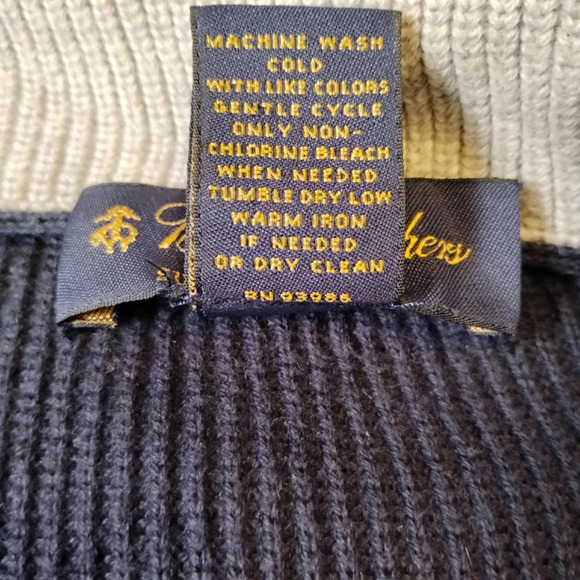 MACHINE WASH
COLD
WITH LIKE COLORS
GENTLE CYCLE
ONLY NON-
CHLORINE BLEACH
WHEN NEEDED
TUMBLE DRY LOW
WARM IRON
IF NEEDED
OR DRY CLEAN
RN 93986